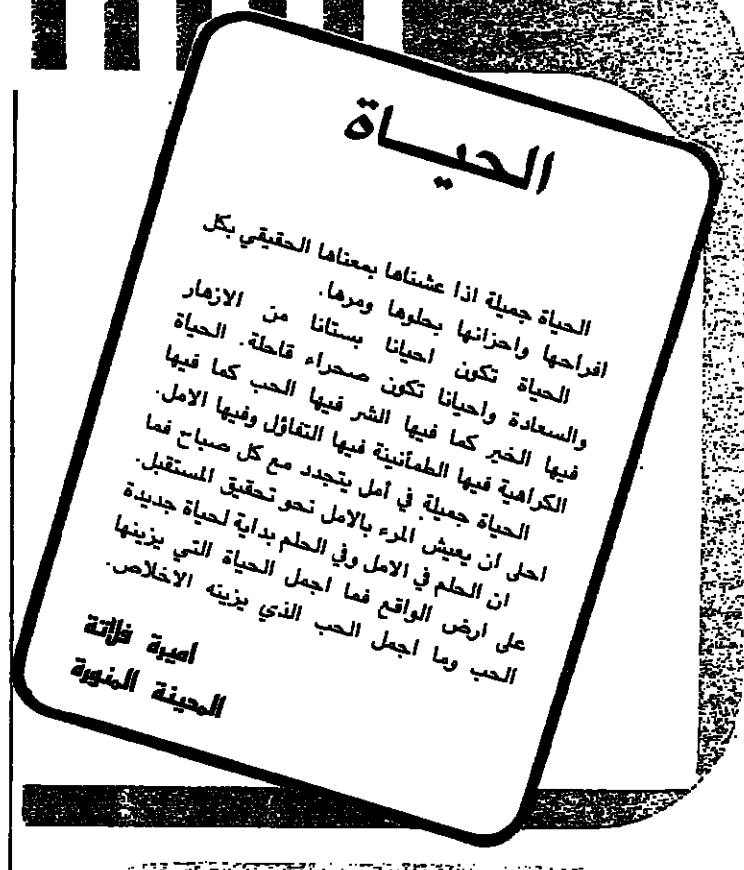 الحيـــاة
الحياة جميلة اذا عشناها بمعناها الحقيقي بكل
افراحها واحزانها بحلوها ومرها.
الحياة تكون احيانا بستانا من الازهار
والسعادة واحيانا تكون صحراء قاحلة. الحياة
فيها الخير كما فيها الشر فيها الحب كما فيها
الكراهية فيها الطمأنينة فيها التفاؤل وفيها الامل.
الحياة جميلة في أمل يتجدد مع كل صباح فما
احلى ان يعيش المرء بالامل نحو تحقيق المستقبل.
ان الحلم في الامل وفي الحلم بداية لحياة جديدة
على ارض الواقع فما اجمل الحياة التي يزينها
الحب وما اجمل الحب الذي يزينه الاخلاص.
اميرة فلاتة
المدينة المنورة